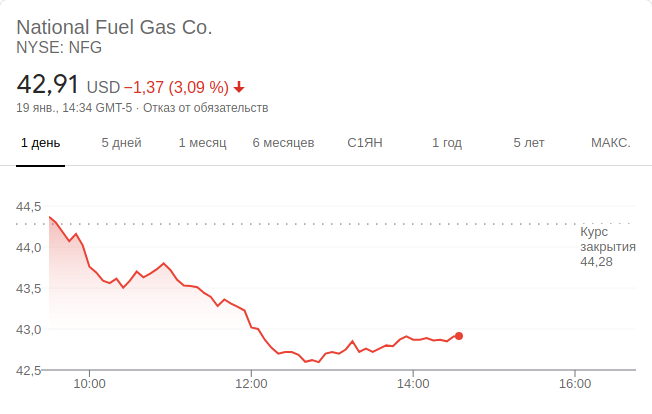 National Fuel Gas Co.
NYSE: NFG
42,91 USD −1,37 (3,09 %)
19 янв., 14:34 GMT-5 · Отказ от обязательств
1 день 5 дней 1 месяц 6 месяцев С1ЯН 1 год 5 лет МАКС.
44,5
44,0
43,5
43,0
42,5
Курс
закрытия
44,28
10:00 12:00 14:00 16:00